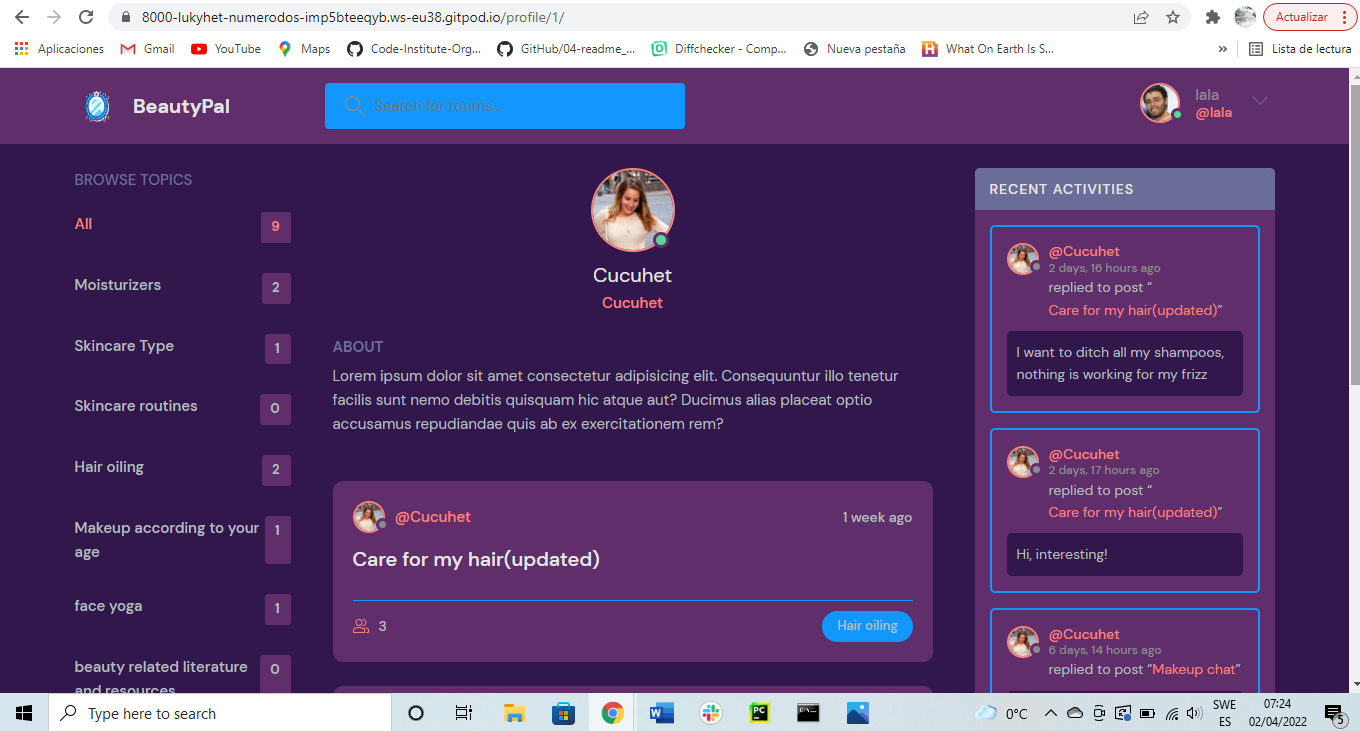 8000-lukyhet-numerodos-imp5bteeqyb.ws-eu38.gitpod.io/profile/1/
Actualizar
Aplicaciones
Gmail
YouTube
Maps
Code-Institute-Org...
GitHub/04-readme_...
Diffchecker - Comp...
Nueva pestaña
What On Earth Is S...
»
Lista de lectura
BeautyPal
Search for rooms...
lala
@lala
BROWSE TOPICS
All 9
Moisturizers 2
Skincare Type 1
Skincare routines 0
Hair oiling 2
Makeup according to your 1
age
face yoga 1
beauty related literature 0
and resources
Cucuhet
Cucuhet
ABOUT
Lorem ipsum dolor sit amet consectetur adipisicing elit. Consequuntur illo tenetur
facilis sunt nemo debitis quisquam hic atque aut? Ducimus alias placeat optio
accusamus repudiandae quis ab ex exercitationem rem?
@Cucuhet 1 week ago
Care for my hair(updated)
3 Hair oiling
RECENT ACTIVITIES
@Cucuhet
2 days, 16 hours ago
replied to post “
Care for my hair(updated)”
I want to ditch all my shampoos,
nothing is working for my frizz
@Cucuhet
2 days, 17 hours ago
replied to post “
Care for my hair(updated)”
Hi, interesting!
@Cucuhet
6 days, 14 hours ago
replied to post “Makeup chat”
Type here to search
0°C
SWE
ES
07:24
02/04/2022
5